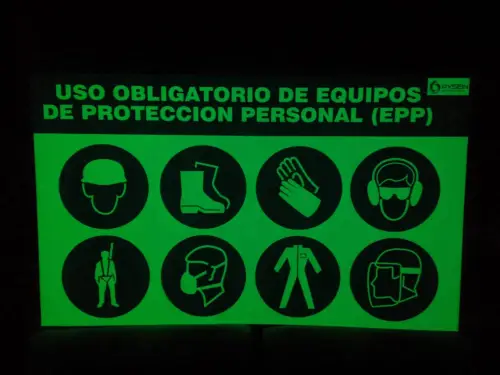 USO OBLIGATORIO DE EQUIPOS
DE PROTECCION PERSONAL (EPP)